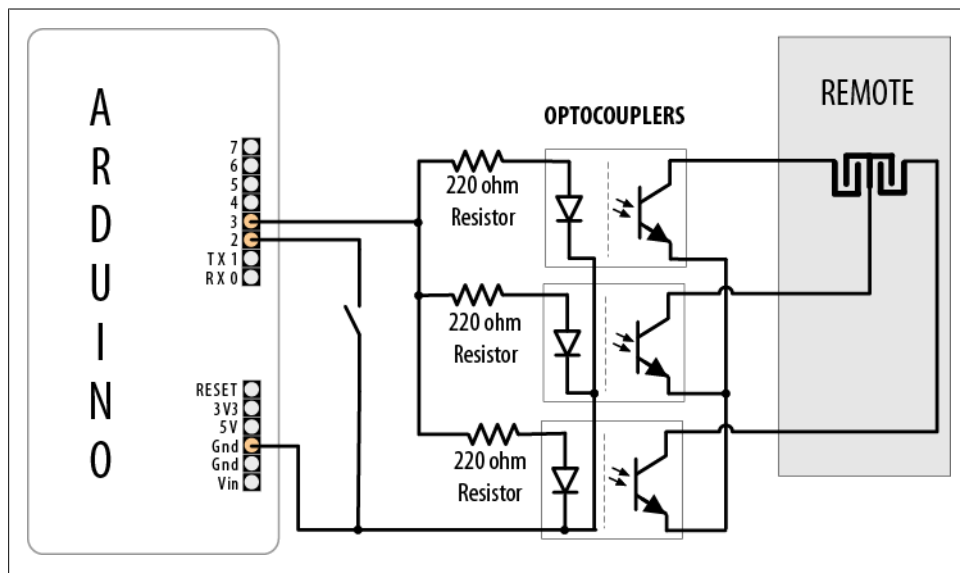 ARDUINO
7
6
5
4
3
2
TX 1
RX 0
RESET
3V3
5V
Gnd
Gnd
Vin
220 ohm
Resistor
220 ohm
Resistor
220 ohm
Resistor
OPTOCOUPLERS
REMOTE